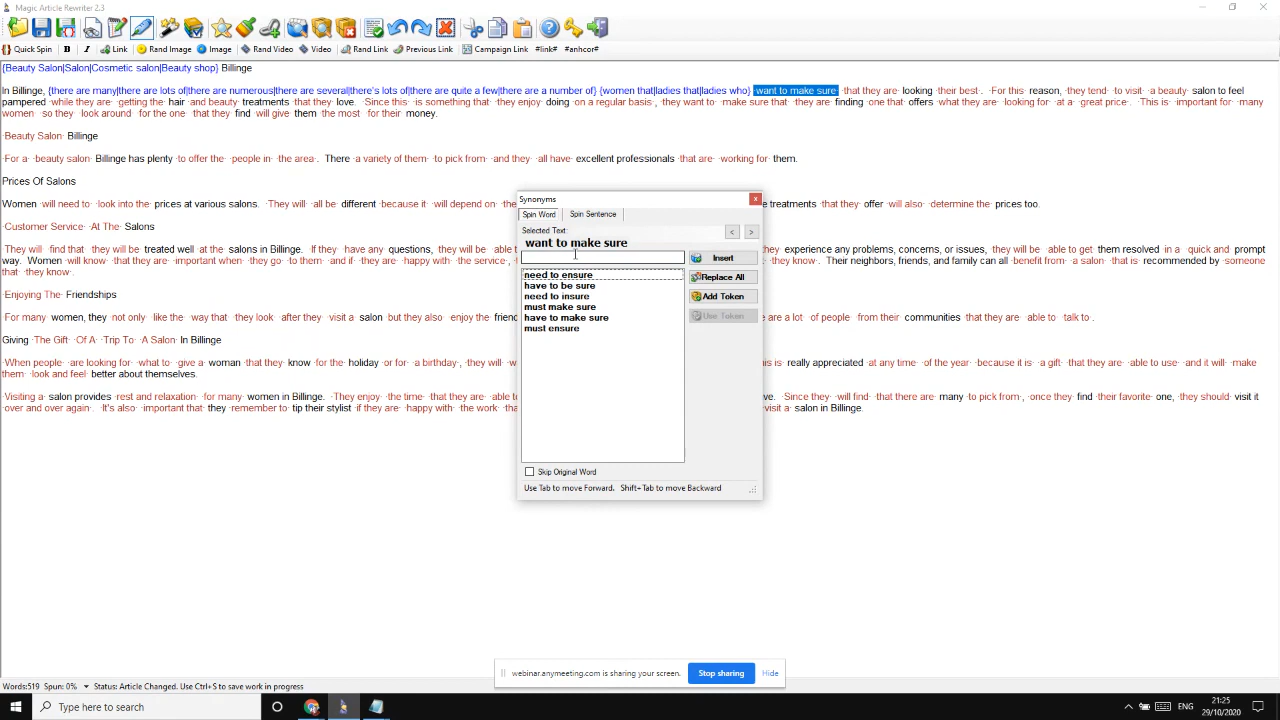 Magic Article Rewriter 2.3
Quick Spin B I Link Rand Image Image Rand Video Video Rand Link Previous Link Campaign Link #link# #anhcor#
{Beauty Salon|Salon|Cosmetic salon|Beauty shop} Billinge
In Billinge, {there are many|there are lots of|there are numerous|there are several|there's lots of|there are quite a few|there are a number of} {women that|ladies that|ladies who} want to make sure that they are looking their best . For this reason, they tend to visit a beauty salon to feel
pampered while they are getting the hair and beauty treatments that they love. Since this is something that they enjoy doing on a regular basis , they want to make sure that they are finding one that offers what they are looking for at a great price . This is important for many
women so they look around for the one that they find will give them the most for their money.
Beauty Salon Billinge
For a beauty salon Billinge has plenty to offer the people in the area . There a variety of them to pick from and they all have excellent professionals that are working for them.
Prices Of Salons
Women will need to look into the prices at various salons. They will all be different because it will depend on the
e treatments that they offer will also determine the prices too.
Customer Service At The Salons
They will find that they will be treated well at the salons in Billinge. If they have any questions, they will be able t
they experience any problems, concerns, or issues, they will be able to get them resolved in a quick and prompt
way. Women will know that they are important when they go to them and if they are happy with the service , t
they know . Their neighbors, friends, and family can all benefit from a salon that is recommended by someone
that they know .
Enjoying The Friendships
For many women, they not only like the way that they look after they visit a salon but they also enjoy the friend
e are a lot of people from their communities that they are able to talk to .
Giving The Gift Of A Trip To A Salon In Billinge
When people are looking for what to give a woman that they know for the holiday or for a birthday , they will w
his is really appreciated at any time of the year because it is a gift that they are able to use and it will make
them look and feel better about themselves.
Visiting a salon provides rest and relaxation for many women in Billinge. They enjoy the time that they are able to
ve. Since they will find that there are many to pick from , once they find their favorite one, they should visit it
over and over again . It's also important that they remember to tip their stylist if they are happy with the work tha
visit a salon in Billinge.
Synonyms
Spin Word Spin Sentence
Selected Text:
< >
want to make sure
Insert
need to ensure
Replace All
have to be sure
need to insure
Add Token
must make sure
have to make sure
Use Token
must ensure
Skip Original Word
Use Tab to move Forward. Shift+Tab to move Backward
webinar.anymeeting.com is sharing your screen. Stop sharing Hide
Words:519 Spun: 0% Status: Article Changed. Use Ctrl+S to save work in progress
Type here to search
ENG
21:25
29/10/2020